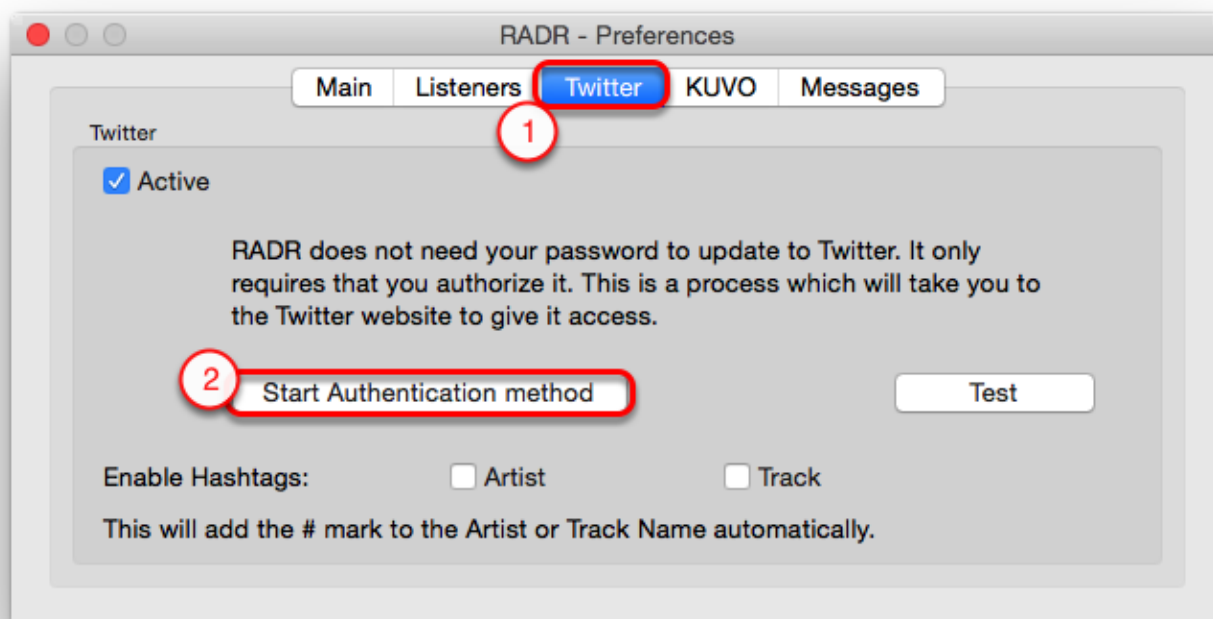 RADR - Preferences
Main Listeners Twitter KUVO Messages
1
Twitter
Active
RADR does not need your password to update to Twitter. It only
requires that you authorize it. This is a process which will take you to
the Twitter website to give it access.
2 Start Authentication method Test
Enable Hashtags: Artist Track
This will add the # mark to the Artist or Track Name automatically.